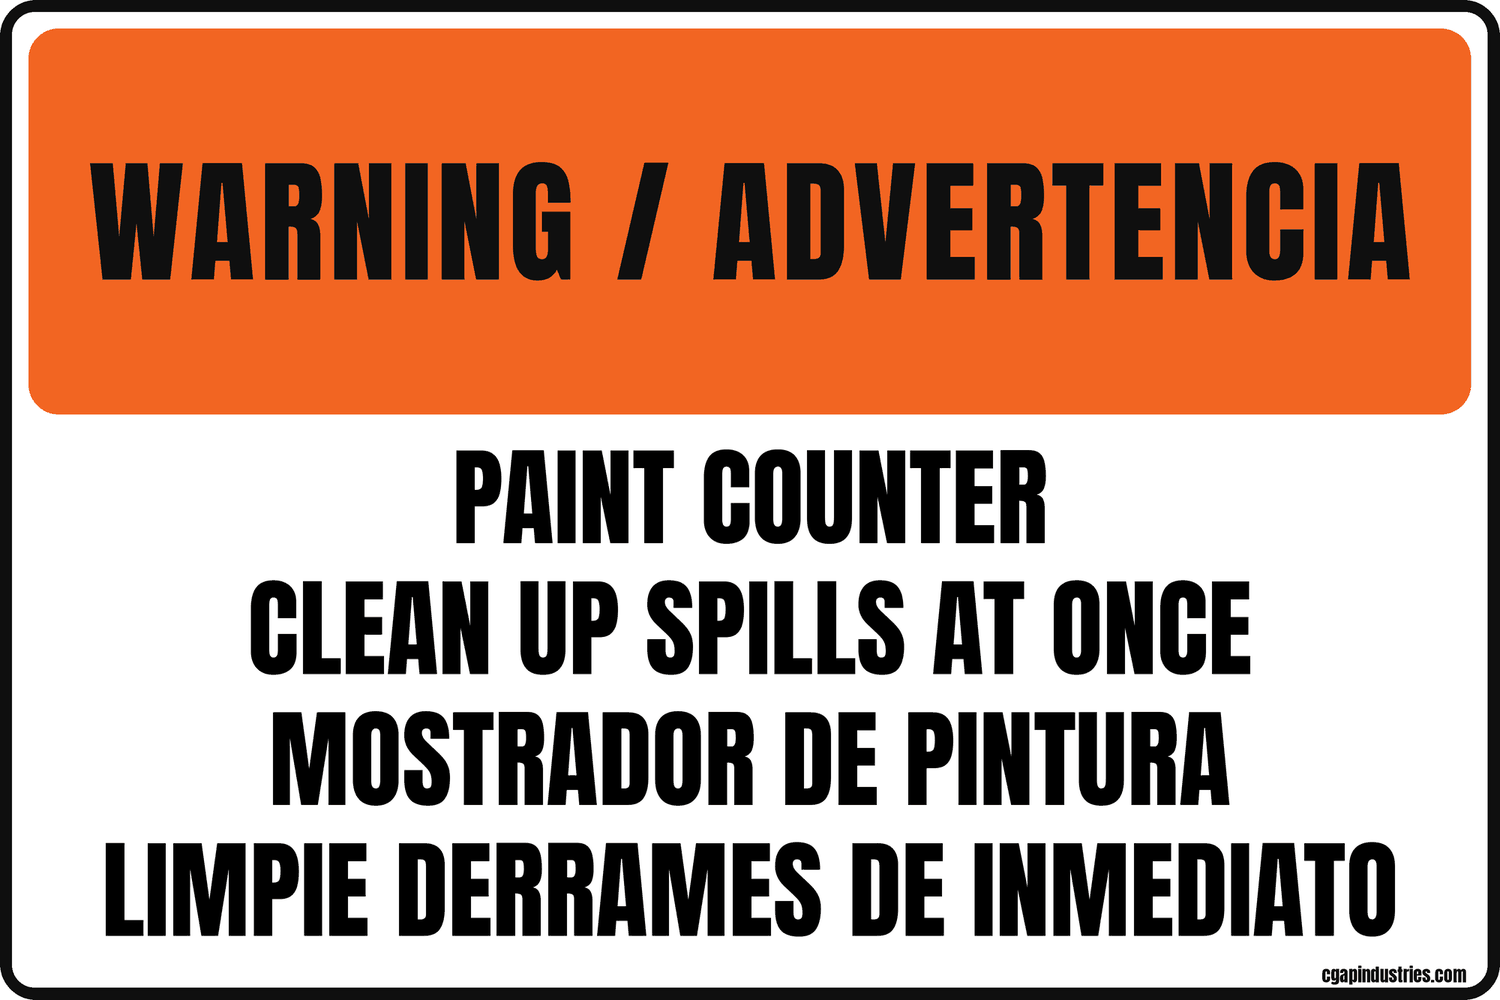 WARNING / ADVERTENCIA
PAINT COUNTER
CLEAN UP SPILLS AT ONCE
MOSTRADOR DE PINTURA
LIMPIE DERRAMES DE INMEDIATO
cgapindustries.com